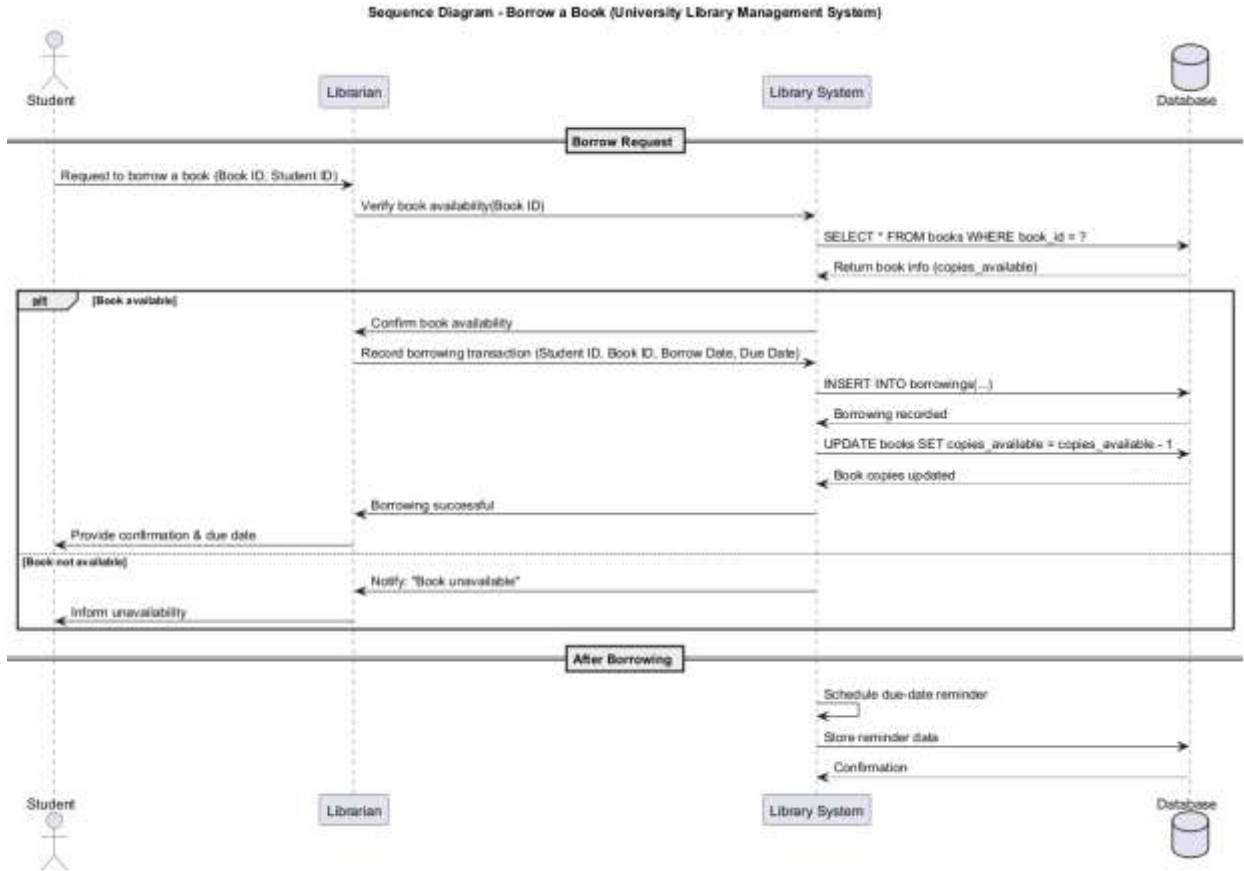 Sequence Diagram - Borrow a Book (University Library Management System)
Student
Librarian
Library System
Database
Borrow Request
Request to borrow a book (Book ID, Student ID)
Verify book availability(Book ID)
SELECT * FROM books WHERE book_id = ?
Return book info (copies_available)
alt
[Book available]
Confirm book availability
Record borrowing transaction (Student ID, Book ID, Borrow Date, Due Date)
INSERT INTO borrowings(...)
Borrowing recorded
UPDATE books SET copies_available = copies_available - 1
Book copies updated
Borrowing successful
Provide confirmation & due date
[Book not available]
Notify: "Book unavailable"
Inform unavailability
After Borrowing
Schedule due-date reminder
Store reminder data
Confirmation
Student
Librarian
Library System
Database